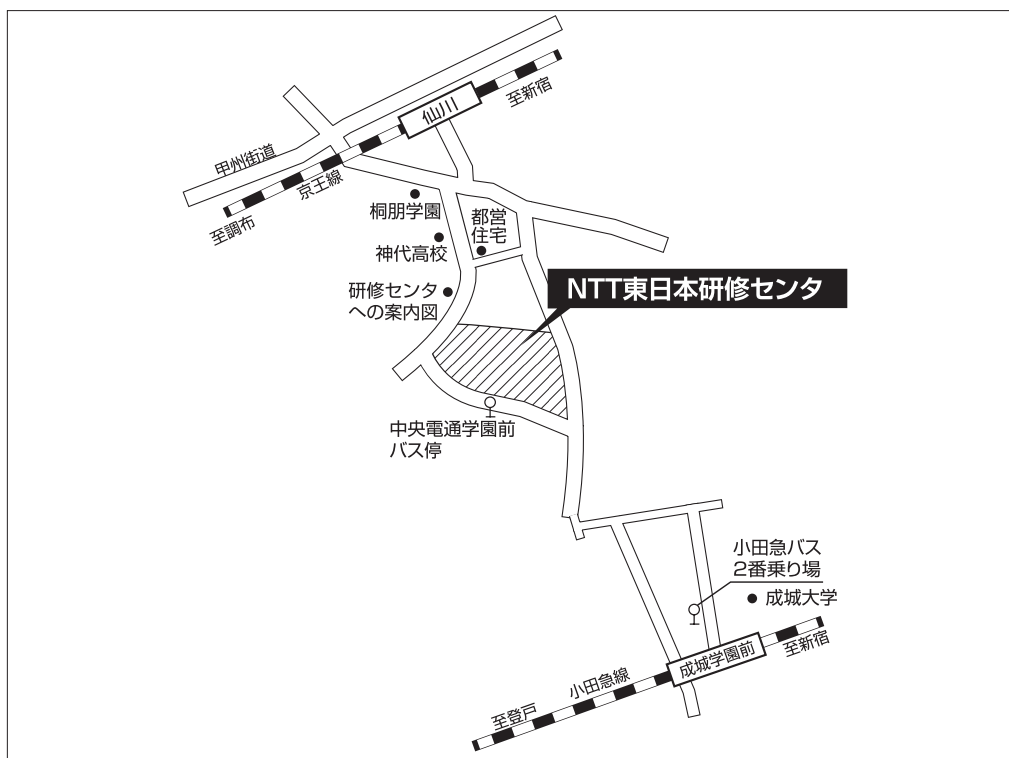 仙川
至新宿
甲州街道
京王線
至調布
桐朋学園
都営
住宅
神代高校
研修センタ
への案内図
NTT東日本研修センタ
中央電通学園前
バス停
小田急バス
2番乗り場
成城大学
成城学園前
至新宿
小田急線
至登戸